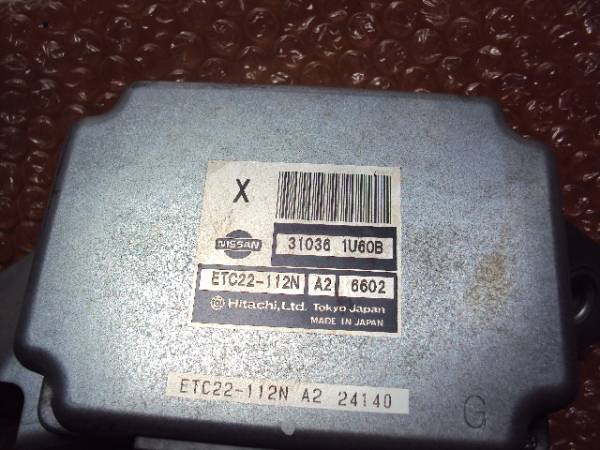 X
NISSAN
31036 1U60B
ETC22-112N A2 6602
Hitachi, Ltd. Tokyo Japan
MADE IN JAPAN
ETC22-112N A2 24140
G